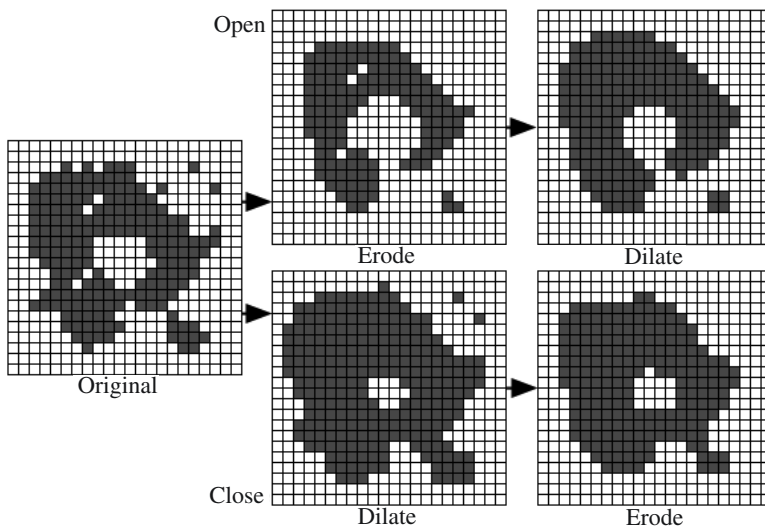 Open
Erode
Dilate
Original
Close
Dilate
Erode